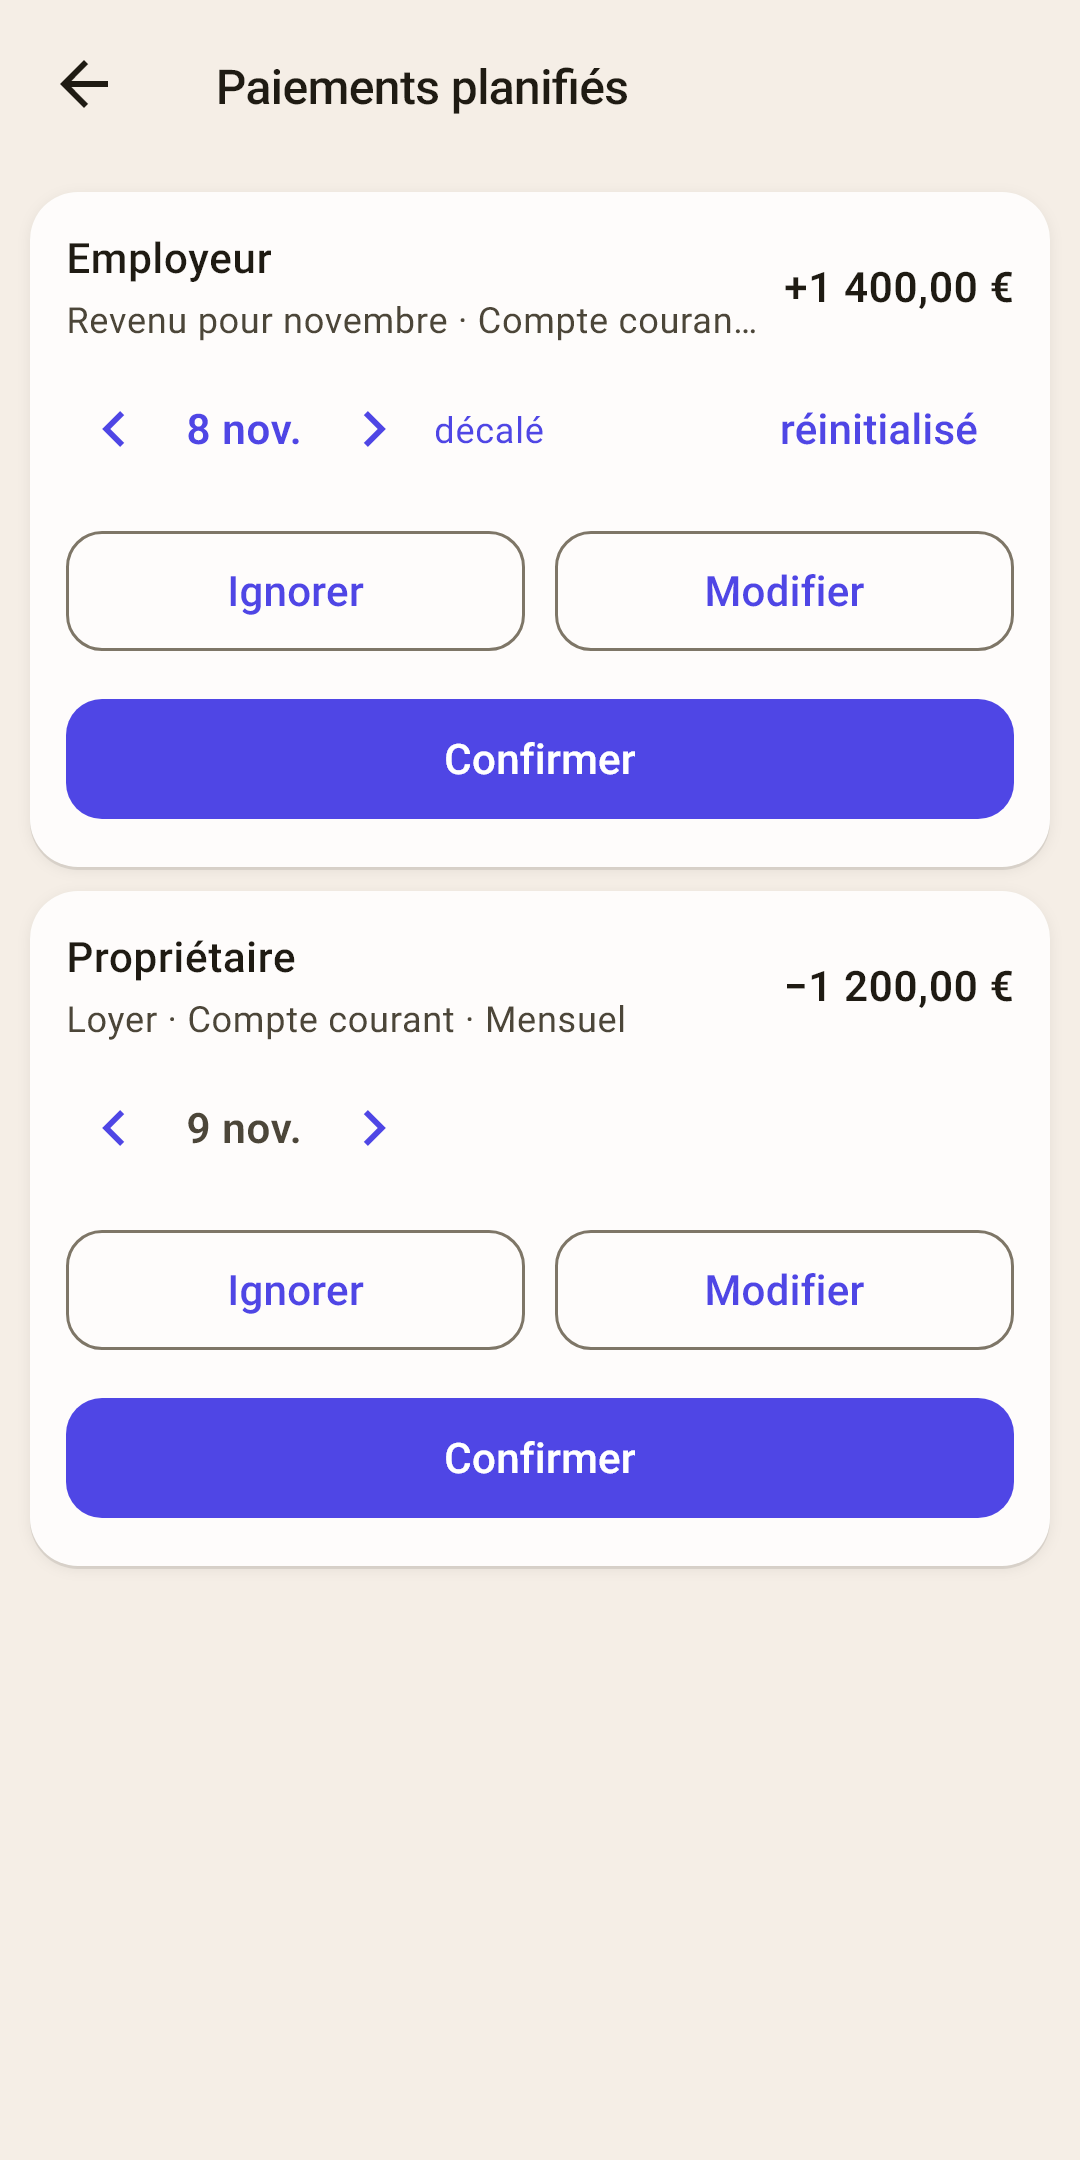 Paiements planifiés
Employeur
+1 400,00 €
Revenu pour novembre · Compte couran…
8 nov.
décalé
réinitialisé
Ignorer
Modifier
Confirmer
Propriétaire
−1 200,00 €
Loyer · Compte courant · Mensuel
9 nov.
Ignorer
Modifier
Confirmer